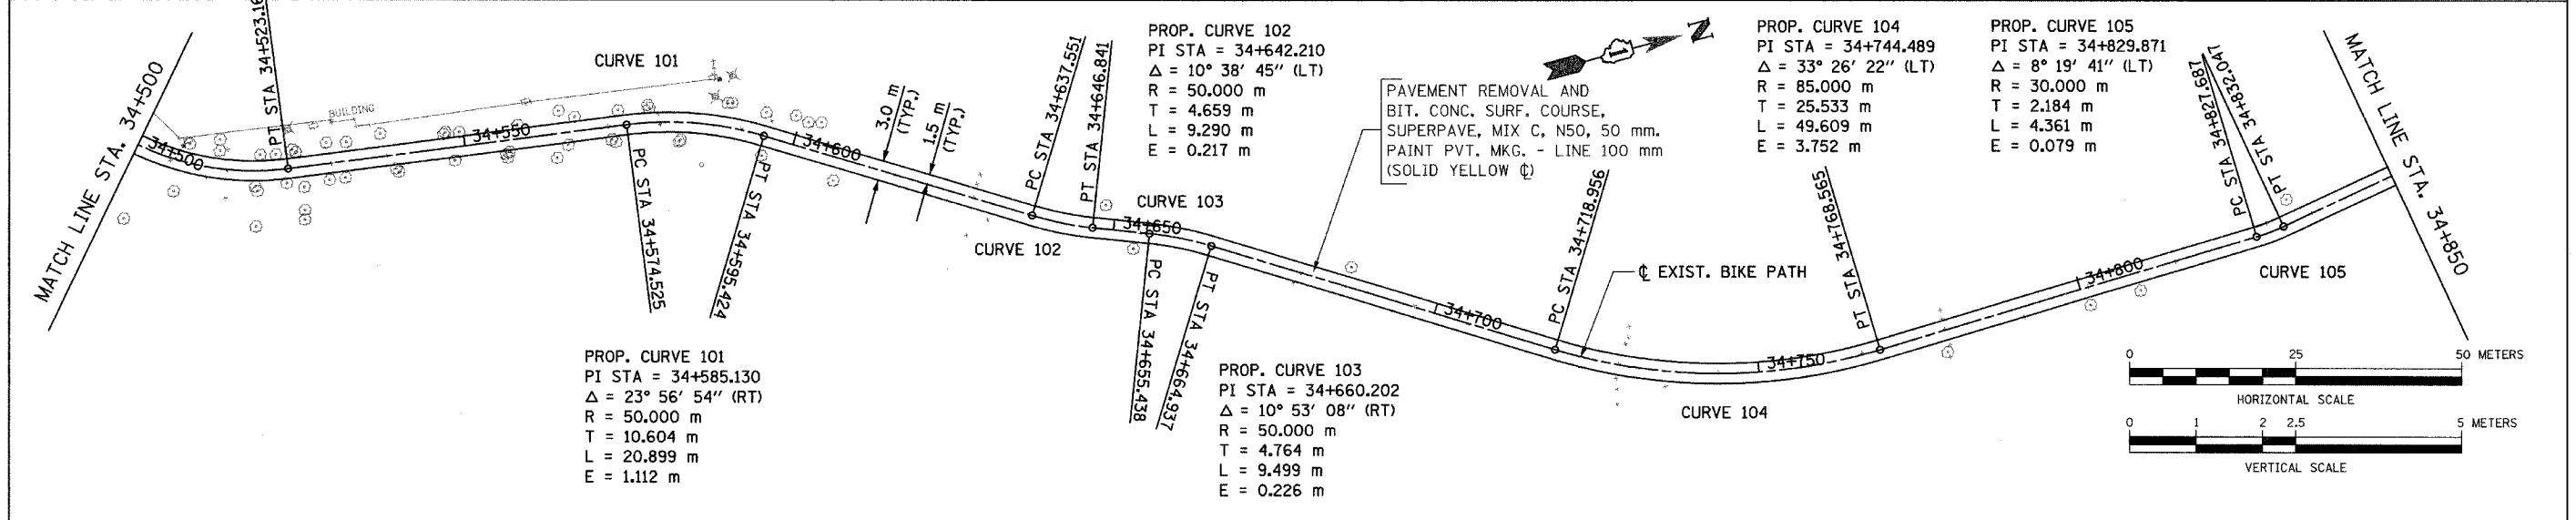 MATCH LINE STA. 34+500
34+500
PT STA 34+523.16
BUILDING
CURVE 101
34+550
PC STA 34+574.525
PT STA 34+595.424
34+600
3.0 m
(TYP.)
1.5 m
(TYP.)
PROP. CURVE 101
PI STA = 34+585.130
Δ = 23° 56' 54" (RT)
R = 50.000 m
T = 10.604 m
L = 20.899 m
E = 1.112 m
CURVE 102
PC STA 34+637.551
PT STA 34+646.841
PROP. CURVE 102
PI STA = 34+642.210
Δ = 10° 38' 45" (LT)
R = 50.000 m
T = 4.659 m
L = 9.290 m
E = 0.217 m
CURVE 103
34+650
PC STA 34+655.438
PT STA 34+664.937
PROP. CURVE 103
PI STA = 34+660.202
Δ = 10° 53' 08" (RT)
R = 50.000 m
T = 4.764 m
L = 9.499 m
E = 0.226 m
PAVEMENT REMOVAL AND
BIT. CONC. SURF. COURSE,
SUPERPAVE, MIX C, N50, 50 mm.
PAINT PVT. MKG. - LINE 100 mm
(SOLID YELLOW ℄)
1
N
34+700
PC STA 34+718.956
℄ EXIST. BIKE PATH
34+750
CURVE 104
PT STA 34+768.565
PROP. CURVE 104
PI STA = 34+744.489
Δ = 33° 26' 22" (LT)
R = 85.000 m
T = 25.533 m
L = 49.609 m
E = 3.752 m
PROP. CURVE 105
PI STA = 34+829.871
Δ = 8° 19' 41" (LT)
R = 30.000 m
T = 2.184 m
L = 4.361 m
E = 0.079 m
34+800
PC STA 34+827.687
PT STA 34+832.047
CURVE 105
MATCH LINE STA. 34+850
0 25 50 METERS
HORIZONTAL SCALE
0 1 2 2.5 5 METERS
VERTICAL SCALE